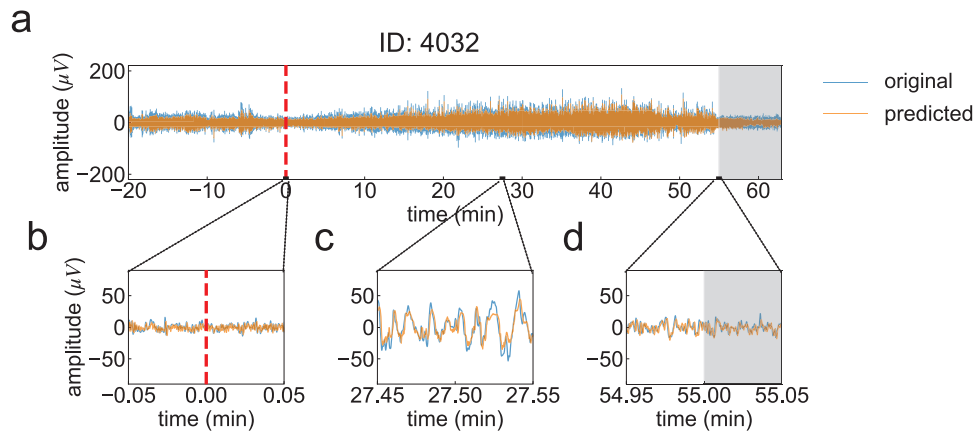 a
ID: 4032
amplitude (μV)
200
0
−200
−20 −10 0 10 20 30 40 50 60
time (min)
original
predicted
b
amplitude (μV)
50
0
−50
−0.05 0.00 0.05
time (min)
c
50
0
−50
27.45 27.50 27.55
time (min)
d
50
0
−50
54.95 55.00 55.05
time (min)